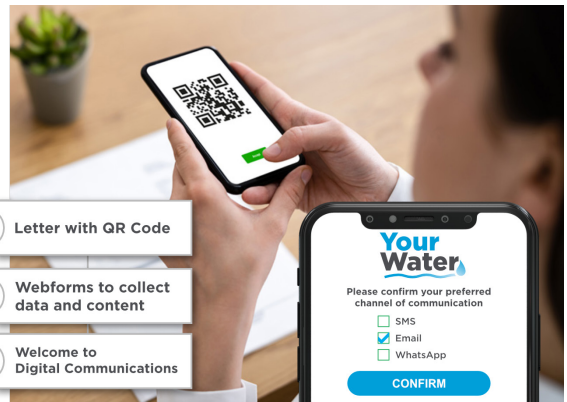 Letter with QR Code
Webforms to collect
data and content
Welcome to
Digital Communications
Your
Water
Please confirm your preferred
channel of communication
SMS
Email
WhatsApp
CONFIRM